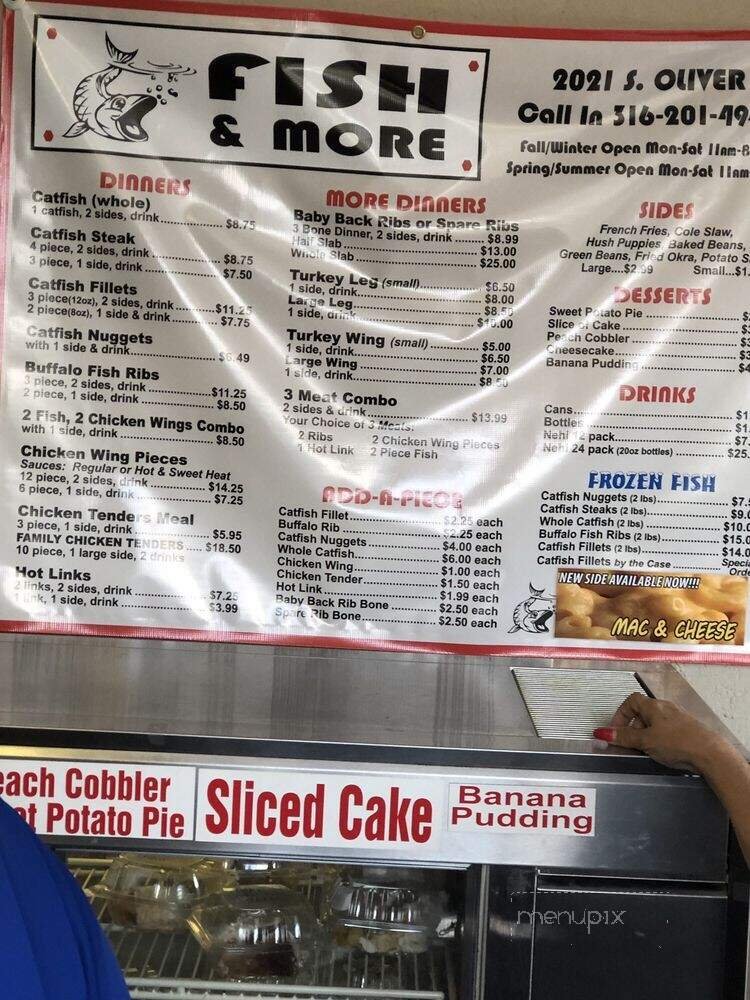 FISH
& MORE
2021 S. OLIVER
Call In 316-201-49
Fall/Winter Open Mon-Sat 11am-
Spring/Summer Open Mon-Sat 11am
DINNERS
Catfish (whole)
1 catfish, 2 sides, drink................ $8.75
Catfish Steak
4 piece, 2 sides, drink................ $8.75
3 piece, 1 side, drink................ $7.50
Catfish Fillets
3 piece(12oz), 2 sides, drink.......... $11.25
2 piece(8oz), 1 side & drink.......... $7.75
Catfish Nuggets
with 1 side & drink.................... $6.49
Buffalo Fish Ribs
3 piece, 2 sides, drink................ $11.25
2 piece, 1 side, drink................ $8.50
2 Fish, 2 Chicken Wings Combo
with 1 side, drink.................... $8.50
Chicken Wing Pieces
Sauces: Regular or Hot & Sweet Heat
12 piece, 2 sides, drink.............. $14.25
6 piece, 1 side, drink................ $7.25
Chicken Tenders Meal
3 piece, 1 side, drink................ $5.95
FAMILY CHICKEN TENDERS .... $18.50
10 piece, 1 large side, 2 drinks
Hot Links
2 links, 2 sides, drink................ $7.25
1 link, 1 side, drink.................. $3.99
MORE DINNERS
Baby Back Ribs or Spare Ribs
3 Bone Dinner, 2 sides, drink ....... $8.99
Half Slab.............................. $13.00
Whole Slab............................ $25.00
Turkey Leg (small).................... $6.50
1 side, drink.......................... $8.00
Large Leg.............................. $8.50
1 side, drink.......................... $10.00
Turkey Wing (small) .................. $5.00
1 side, drink.......................... $6.50
Large Wing............................ $7.00
1 side, drink.......................... $8.50
3 Meat Combo
2 sides & drink........................ $13.99
Your Choice of 3 Meats:
2 Ribs 2 Chicken Wing Pieces
1 Hot Link 2 Piece Fish
ADD-A-PIECE
Catfish Fillet........................ $2.25 each
Buffalo Rib .......................... $2.25 each
Catfish Nuggets...................... $4.00 each
Whole Catfish........................ $6.00 each
Chicken Wing........................ $1.00 each
Chicken Tender...................... $1.50 each
Hot Link.............................. $1.99 each
Baby Back Rib Bone ................ $2.50 each
Spare Rib Bone...................... $2.50 each
SIDES
French Fries, Cole Slaw,
Hush Puppies, Baked Beans,
Green Beans, Fried Okra, Potato S
Large....$2.99 Small...$1.
DESSERTS
Sweet Potato Pie ....................
Slice of Cake........................
Peach Cobbler ......................
Cheesecake..........................
Banana Pudding....................
DRINKS
Cans.................................. $1
Bottles................................ $1.
Nehi 12 pack........................ $7.
Nehi 24 pack (20oz bottles) .......... $25.
FROZEN FISH
Catfish Nuggets (2 lbs).............. $7.
Catfish Steaks (2 lbs)................ $9.
Whole Catfish (2 lbs)................ $10.
Buffalo Fish Ribs (2 lbs)............ $15.0
Catfish Fillets (2 lbs)................ $14.0
Catfish Fillets by the Case ........ Speci
Orde
NEW SIDE AVAILABLE NOW!!!
MAC & CHEESE
each Cobbler
et Potato Pie
Sliced Cake
Banana
Pudding
menupix